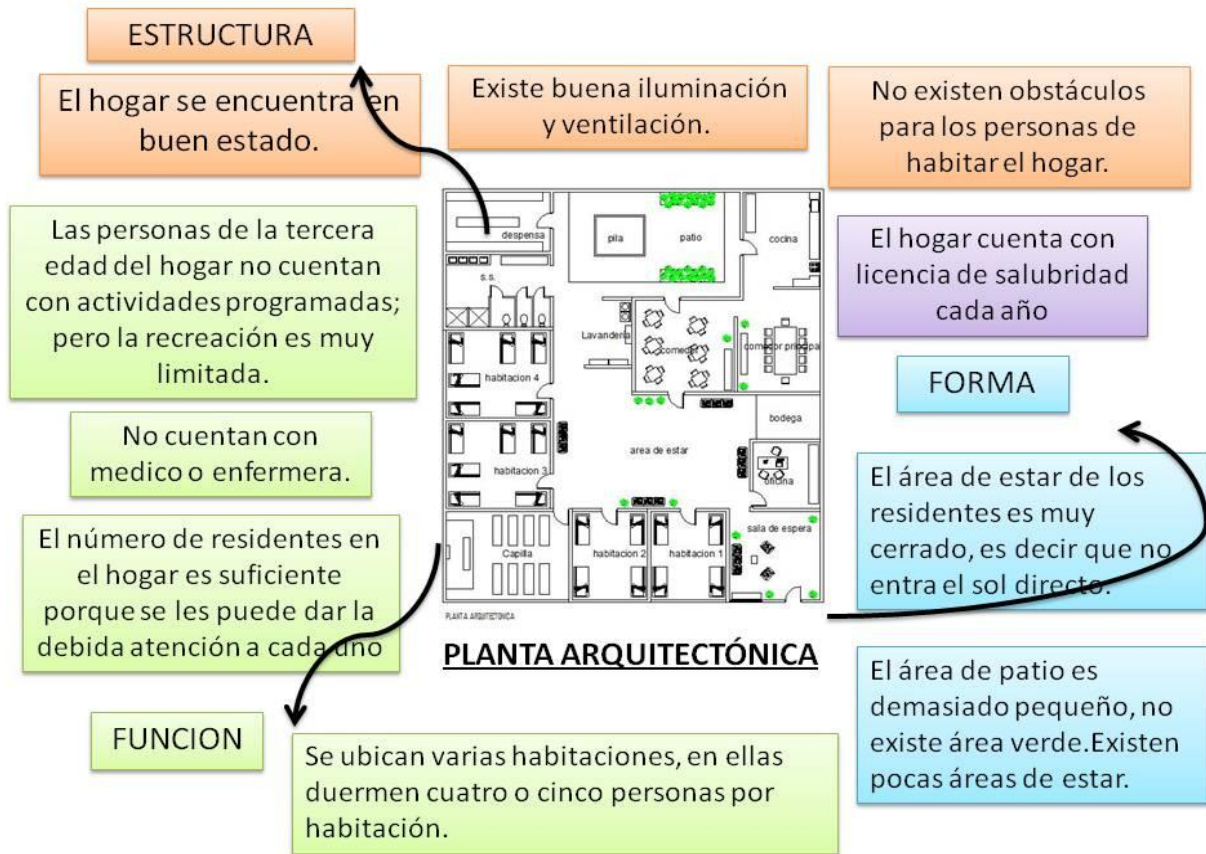 ESTRUCTURA
El hogar se encuentra en
buen estado.
Existe buena iluminación
y ventilación.
No existen obstáculos
para los personas de
habitar el hogar.
Las personas de la tercera
edad del hogar no cuentan
con actividades programadas;
pero la recreación es muy
limitada.
No cuentan con
medico o enfermera.
El número de residentes en
el hogar es suficiente
porque se les puede dar la
debida atención a cada uno
FUNCION
Se ubican varias habitaciones, en ellas
duermen cuatro o cinco personas por
habitación.
despensa
pila
patio
cocina
s.s.
Lavandería
comedor
comedor principal
habitacion 4
bodega
area de estar
habitacion 3
oficina
sala de espera
Capilla
habitacion 2
habitacion 1
PLANTA ARQUITECTONICA
PLANTA ARQUITECTÓNICA
El hogar cuenta con
licencia de salubridad
cada año
FORMA
El área de estar de los
residentes es muy
cerrado, es decir que no
entra el sol directo.
El área de patio es
demasiado pequeño, no
existe área verde.Existen
pocas áreas de estar.